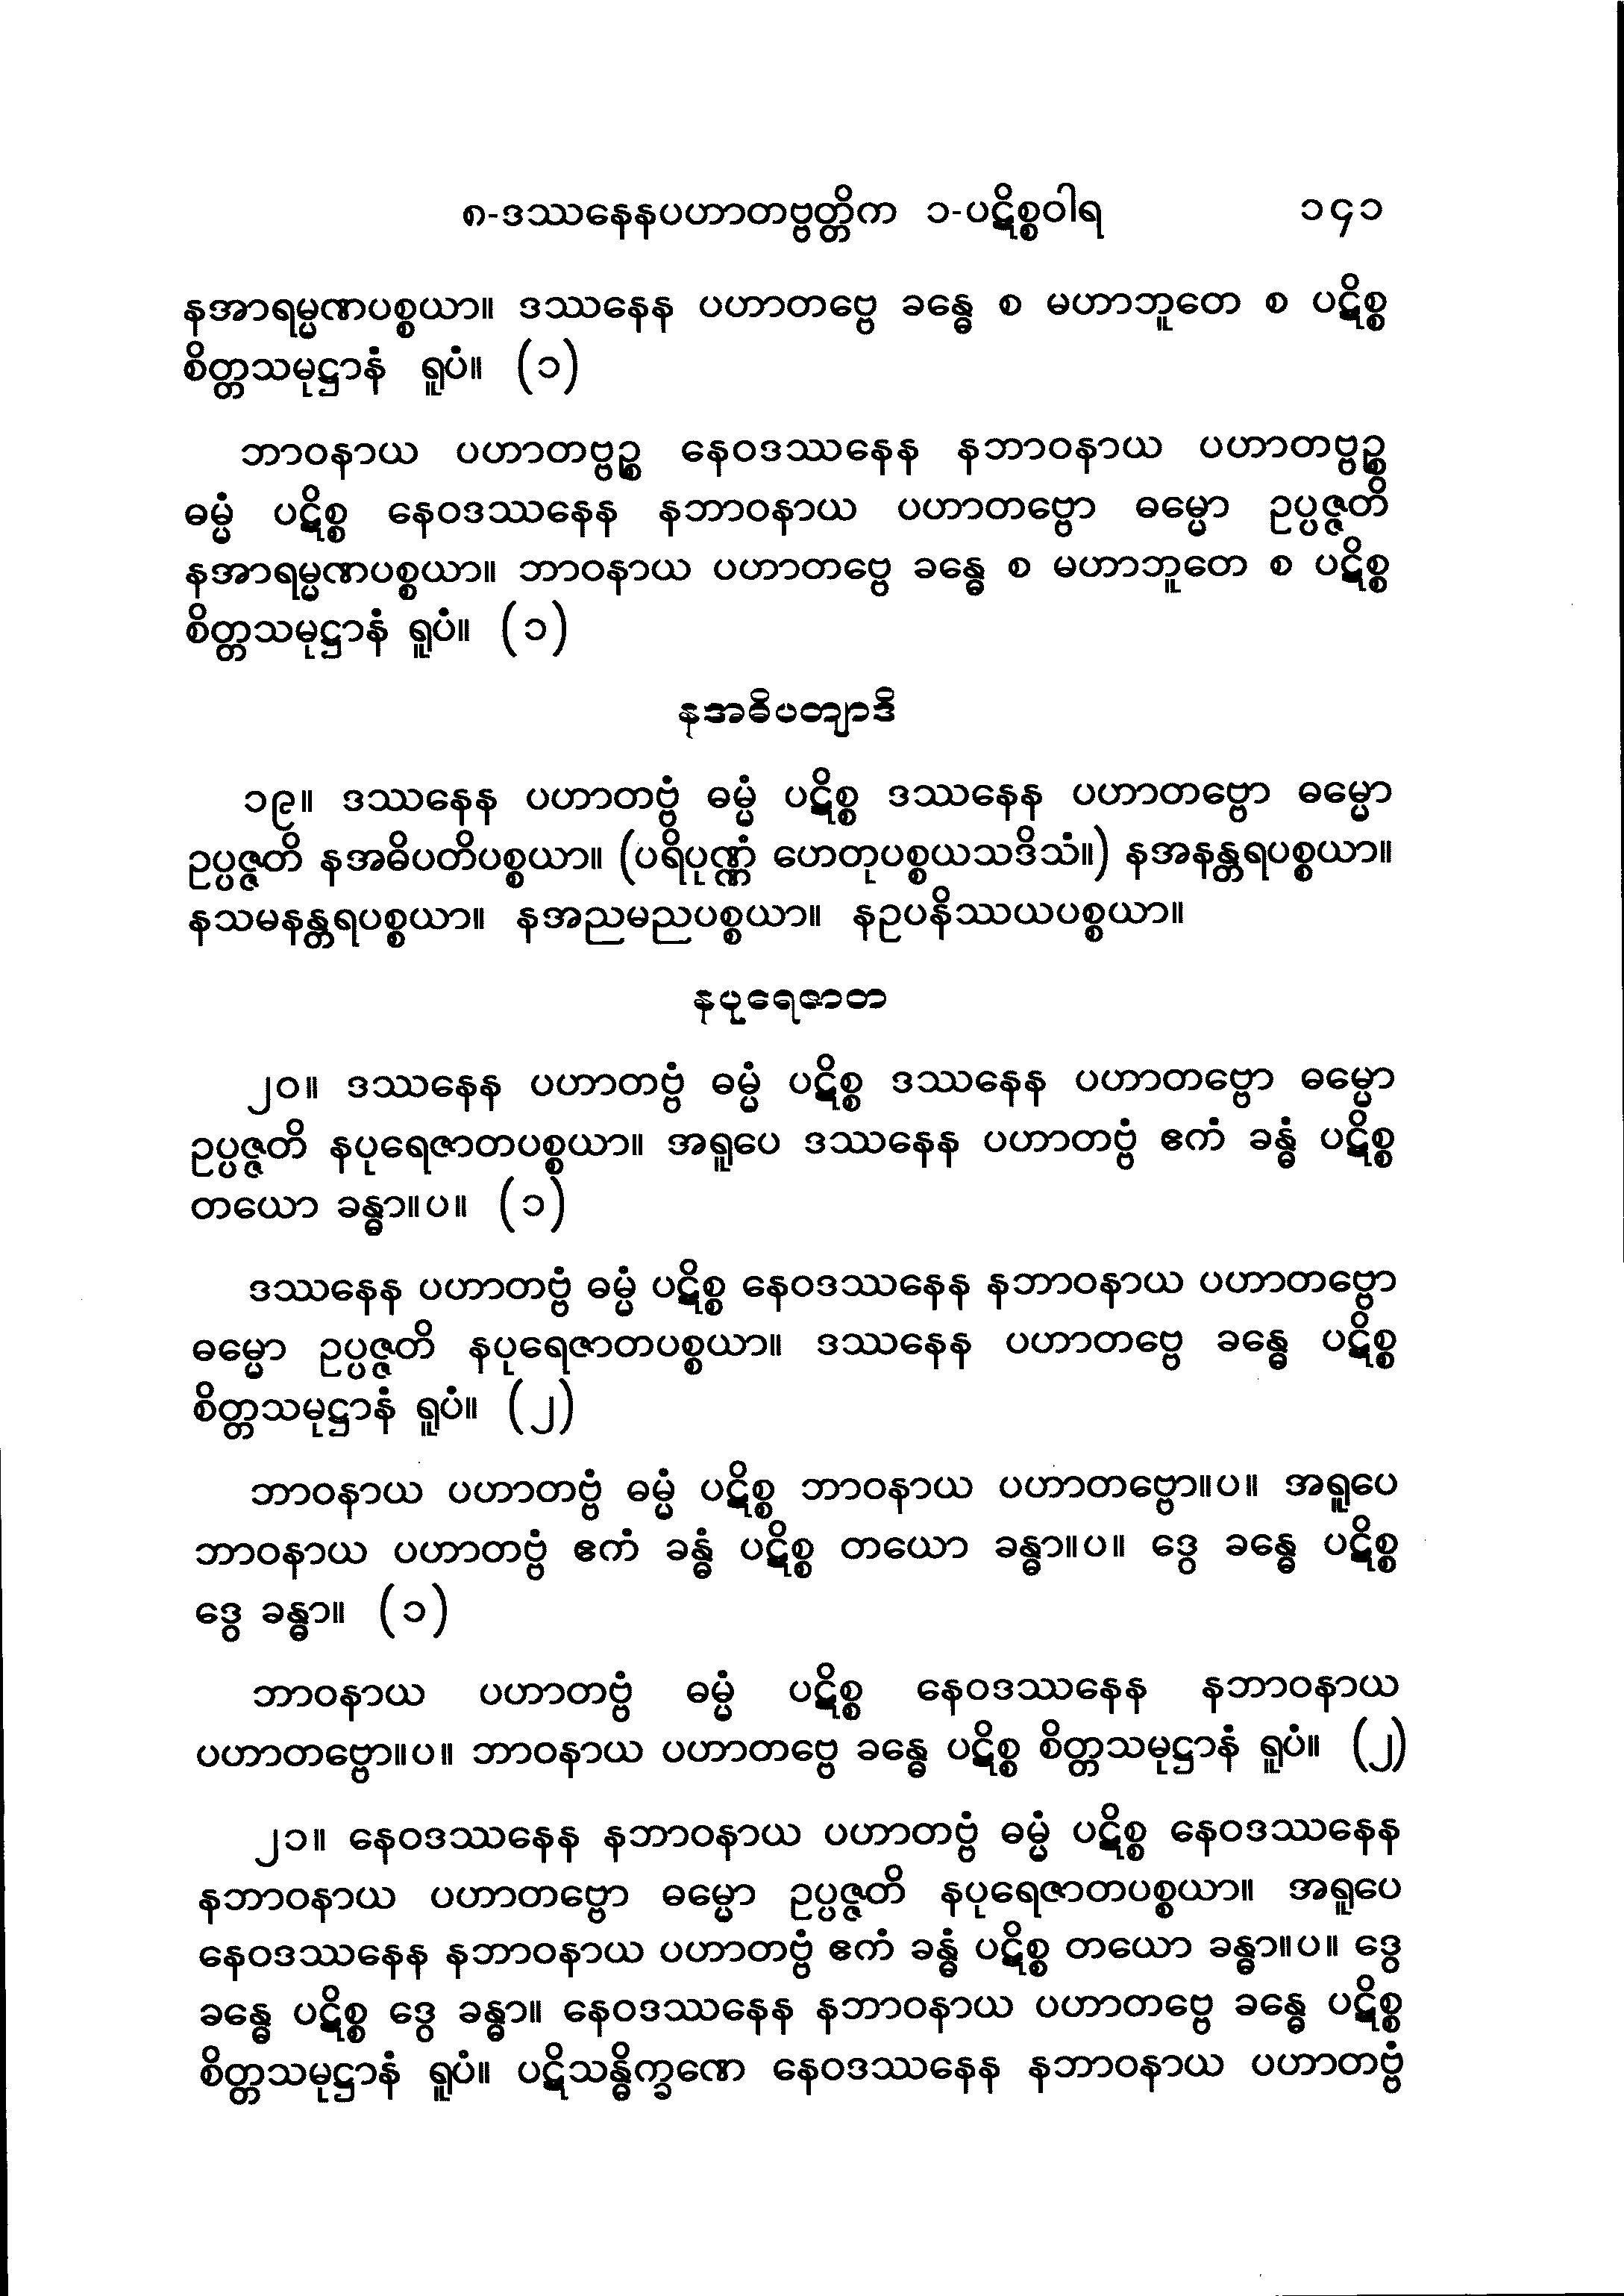 ၈-ဒဿနေနပဟာတဗ္ဗတ္တိက ၁-ပဋိစ္စဝါရ ၁၄၁
နအာရမ္မဏပစ္စယာ။ ဒဿနေန ပဟာတဗ္ဗေ ခန္ဓေ စ မဟာဘူတေ စ ပဋိစ္စ
စိတ္တသမုဋ္ဌာနံ ရူပံ။ (၁)
ဘာဝနာယ ပဟာတဗ္ဗဉ္စ နေဝဒဿနေန နဘာဝနာယ ပဟာတဗ္ဗဉ္စ
ဓမ္မံ ပဋိစ္စ နေဝဒဿနေန နဘာဝနာယ ပဟာတဗ္ဗော ဓမ္မော ဥပ္ပဇ္ဇတိ
နအာရမ္မဏပစ္စယာ။ ဘာဝနာယ ပဟာတဗ္ဗေ ခန္ဓေ စ မဟာဘူတေ စ ပဋိစ္စ
စိတ္တသမုဋ္ဌာနံ ရူပံ။ (၁)
နအဓိပတျာဒိ
၁၉။ ဒဿနေန ပဟာတဗ္ဗံ ဓမ္မံ ပဋိစ္စ ဒဿနေန ပဟာတဗ္ဗော ဓမ္မော
ဥပ္ပဇ္ဇတိ နအဓိပတိပစ္စယာ။ (ပရိပုဏ္ဏံ ဟေတုပစ္စယသဒိသံ။) နအနန္တရပစ္စယာ။
နသမနန္တရပစ္စယာ။ နအညမညပစ္စယာ။ နဥပနိဿယပစ္စယာ။
နပုရေဇာတ
၂၀။ ဒဿနေန ပဟာတဗ္ဗံ ဓမ္မံ ပဋိစ္စ ဒဿနေန ပဟာတဗ္ဗော ဓမ္မော
ဥပ္ပဇ္ဇတိ နပုရေဇာတပစ္စယာ။ အရူပေ ဒဿနေန ပဟာတဗ္ဗံ ဧကံ ခန္ဓံ ပဋိစ္စ
တယော ခန္ဓာ။ပ။ (၁)
ဒဿနေန ပဟာတဗ္ဗံ ဓမ္မံ ပဋိစ္စ နေဝဒဿနေန နဘာဝနာယ ပဟာတဗ္ဗော
ဓမ္မော ဥပ္ပဇ္ဇတိ နပုရေဇာတပစ္စယာ။ ဒဿနေန ပဟာတဗ္ဗေ ခန္ဓေ ပဋိစ္စ
စိတ္တသမုဋ္ဌာနံ ရူပံ။ (၂)
ဘာဝနာယ ပဟာတဗ္ဗံ ဓမ္မံ ပဋိစ္စ ဘာဝနာယ ပဟာတဗ္ဗော။ပ။ အရူပေ
ဘာဝနာယ ပဟာတဗ္ဗံ ဧကံ ခန္ဓံ ပဋိစ္စ တယော ခန္ဓာ။ပ။ ဒွေ ခန္ဓေ ပဋိစ္စ
ဒွေ ခန္ဓာ။ (၁)
ဘာဝနာယ ပဟာတဗ္ဗံ ဓမ္မံ ပဋိစ္စ နေဝဒဿနေန နဘာဝနာယ
ပဟာတဗ္ဗော။ပ။ ဘာဝနာယ ပဟာတဗ္ဗေ ခန္ဓေ ပဋိစ္စ စိတ္တသမုဋ္ဌာနံ ရူပံ။ (၂)
၂၁။ နေဝဒဿနေန နဘာဝနာယ ပဟာတဗ္ဗံ ဓမ္မံ ပဋိစ္စ နေဝဒဿနေန
နဘာဝနာယ ပဟာတဗ္ဗော ဓမ္မော ဥပ္ပဇ္ဇတိ နပုရေဇာတပစ္စယာ။ အရူပေ
နေဝဒဿနေန နဘာဝနာယ ပဟာတဗ္ဗံ ဧကံ ခန္ဓံ ပဋိစ္စ တယော ခန္ဓာ။ပ။ ဒွေ
ခန္ဓေ ပဋိစ္စ ဒွေ ခန္ဓာ။ နေဝဒဿနေန နဘာဝနာယ ပဟာတဗ္ဗေ ခန္ဓေ ပဋိစ္စ
စိတ္တသမုဋ္ဌာနံ ရူပံ။ ပဋိသန္ဓိက္ခဏေ နေဝဒဿနေန နဘာဝနာယ ပဟာတဗ္ဗံ